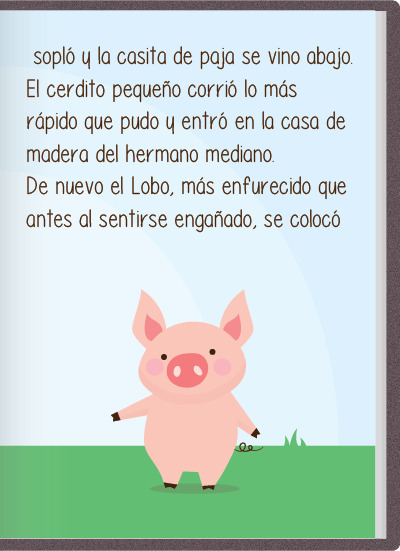 sopló y la casita de paja se vino abajo.
El cerdito pequeño corrió lo más
rápido que pudo y entró en la casa de
madera del hermano mediano.
De nuevo el Lobo, más enfurecido que
antes al sentirse engañado, se colocó